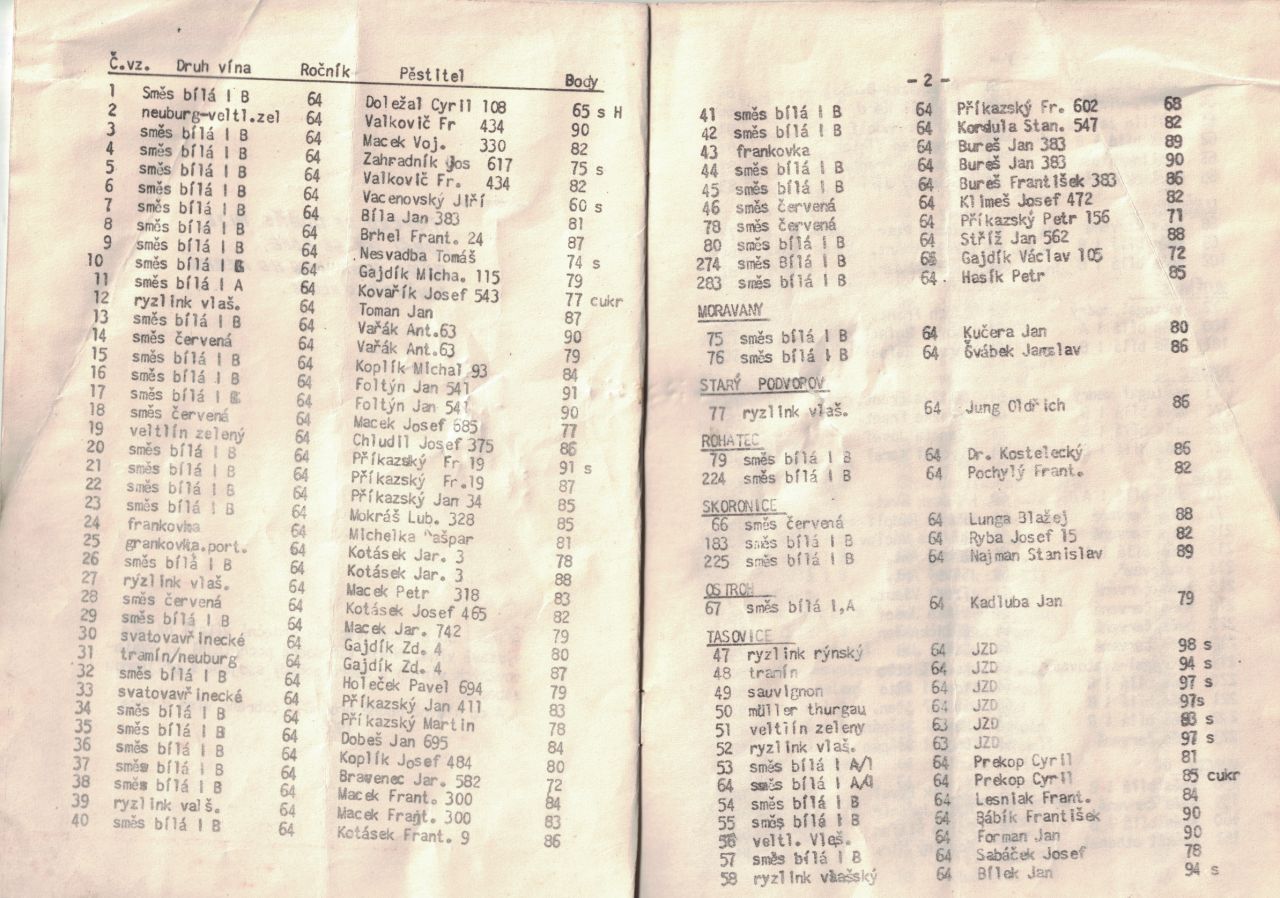 Č.vz. Druh vína Ročník Pěstitel Body
1 Směs bílá I B 64 Doležal Cyril 108 65 s H
2 neuburg-veltl.zel 64 Valkovič Fr 434 90
3 směs bílá I B 64 Macek Voj. 330 82
4 směs bílá I B 64 Zahradník Jos 617 75 s
5 směs bílá I B 64 Valkovič Fr. 434 82
6 směs bílá I B 64 Vacenovský Jiří 60 s
7 směs bílá I B 64 Bíla Jan 383 81
8 směs bílá I B 64 Brhel Frant. 24 87
9 směs bílá I B 64 Nesvadba Tomáš 74 s
10 směs bílá I 64 Gajdík Micha. 115 79
11 směs bílá I A 64 Kovařík Josef 543 77 cukr
12 ryzlink vlaš. 64 Toman Jan 87
13 směs bílá I B 64 Vařák Ant.63 90
14 směs červená 64 Vařák Ant.63 79
15 směs bílá I B 64 Koplík Michal 93 84
16 směs bílá I B 64 Foltýn Jan 541 91
17 směs bílá I 64 Foltýn Jan 541 90
18 směs červená 64 Macek Josef 685 77
19 veltlín zelený 64 Chludil Josef 375 86
20 směs bílá I B 64 Příkazský Fr 19 91 s
21 směs bílá I B 64 Příkazský Fr.19 87
22 směs bílá I B 64 Příkazský Jan 34 85
23 směs bílá I B 64 Mokráš Lub. 328 85
24 frankovka 64 Michelka ašpar 81
25 grankovka.port. 64 Kotásek Jar. 3 78
26 směs bílá I B 64 Kotásek Jar. 3 88
27 rýzlink vlaš. 64 Macek Petr 318 83
28 směs červená 64 Kotásek Josef 465 82
29 směs bílá I B 64 Macek Jar. 742 79
30 svatovavřinecké 64 Gajdík Zd. 4 80
31 tramín/neuburg 64 Gajdík Zd. 4 87
32 směs bílá I B 64 Holeček Pavel 694 79
33 svatovavřinecké 64 Příkazský Jan 411 83
34 směs bílá I B 64 Příkazský Martin 78
35 směs bílá I B 64 Dobeš Jan 695 84
36 směs bílá I B 64 Koplík Josef 484 80
37 směs bílá I B 64 Bravenec Jar. 582 72
38 směs bílá I B 64 Macek Frant. 300 84
39 ryzlink valš. 64 Macek Frant. 300 83
40 směs bílá I B 64 Kotásek Frant. 9 86
- 2 -
41 směs bílá I B 64 Příkazský Fr. 602 68
42 směs bílá I B 64 Kordula Stan. 547 82
43 frankovka 64 Bureš Jan 383 89
44 směs bílá I B 64 Bureš Jan 383 90
45 směs bílá I B 64 Bureš František 383 86
46 směs červená 64 Klimeš Josef 472 82
78 směs červená 64 Příkazský Petr 156 71
80 směs bílá I B 64 Stříž Jan 562 88
274 směs Bílá I B Gajdík Václav 105 72
283 směs bílá I B 64 Hasík Petr 85
MORAVANY
75 směs bílá I B 64 Kučera Jan 80
76 směs bílá I B 64 Švábek Jaroslav 86
STARÝ PODVOROV
77 ryzlink vlaš. 64 Jung Oldřich 86
ROHATEC
79 směs bílá I B 64 Dr. Kostelecký 86
224 směs bílá I B 64 Pochylý Frant. 82
SKORONICE
66 směs červená 64 Lunga Blažej 88
183 směs bílá I B 64 Ryba Josef 15 82
225 směs bílá I B 64 Najman Stanislav 89
OSTROH
67 směs bílá I,A 64 Kadluba Jan 79
TASOVICE
47 ryzlink rýnský 64 JZD 98 s
48 tramín 64 JZD 94 s
49 sauvignon 64 JZD 97 s
50 müller thurgau 64 JZD 97s
51 veltlín zeleny 63 JZD 83 s
52 ryzlink vlaš. 63 JZD 97 s
53 směs bílá I A/1 64 Prekop Cyril 81
64 směs bílá I 64 Prekop Cyril 85 cukr
54 směs bílá I B 64 Lesniak Frant. 84
55 směs bílá I B 64 Bábík František 90
56 veltl. Vleš. 64 Forman Jan 90
57 směs bílá I B 64 Sabáček Josef 78
58 ryzlink vlašský 64 Bílek Jan 94 s